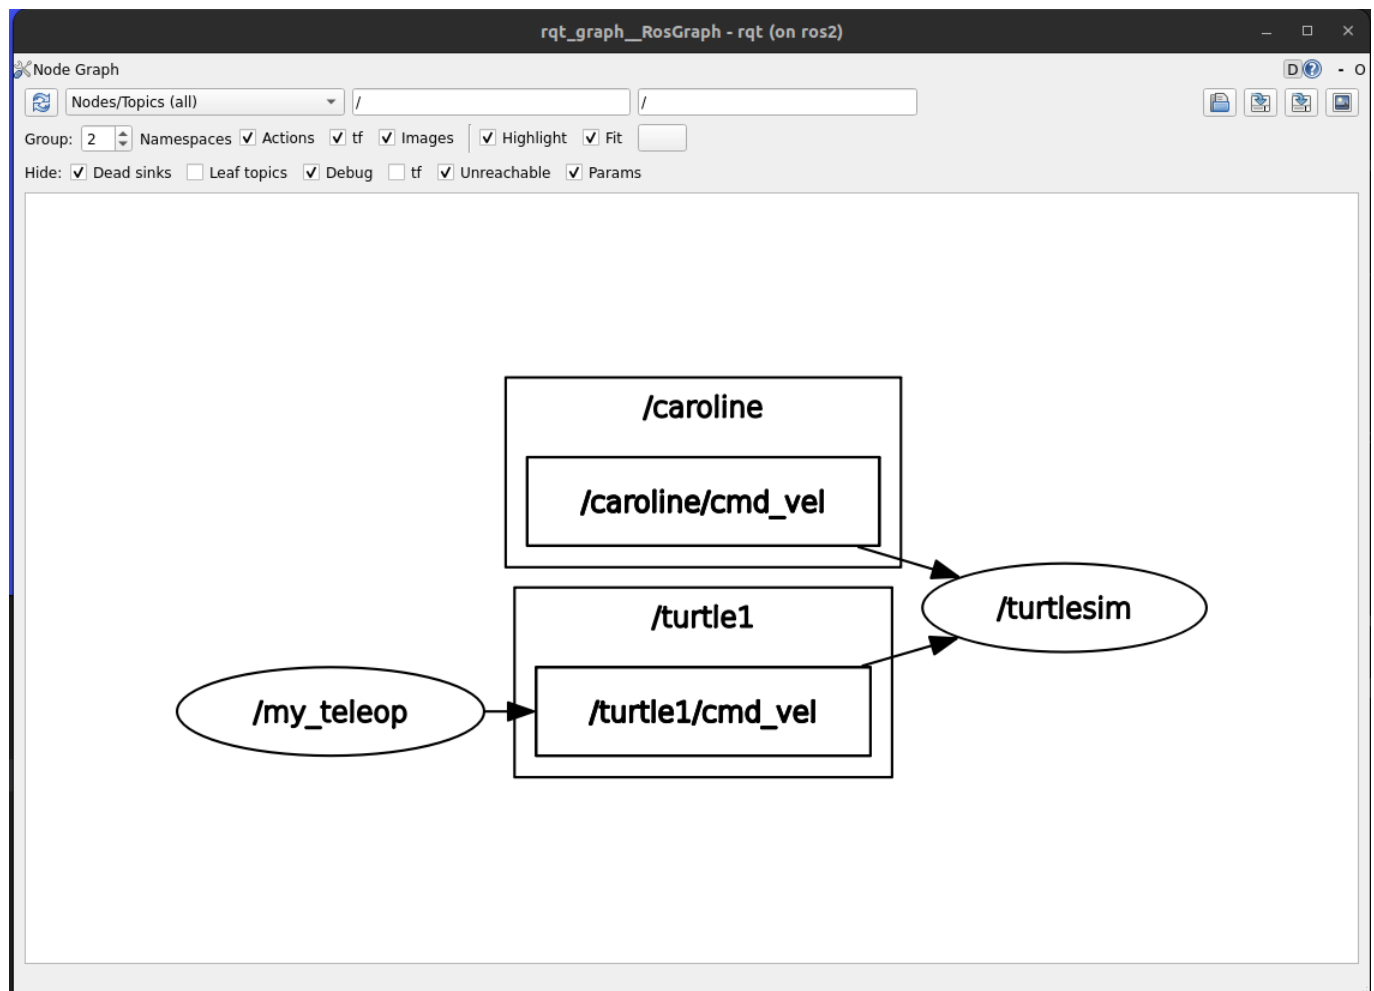 rqt_graph__RosGraph - rqt (on ros2)
Node Graph
D ? - O
Nodes/Topics (all) / /
Group: 2 Namespaces Actions tf Images Highlight Fit
Hide: Dead sinks Leaf topics Debug tf Unreachable Params
/caroline
/caroline/cmd_vel
/turtlesim
/turtle1
/my_teleop
/turtle1/cmd_vel